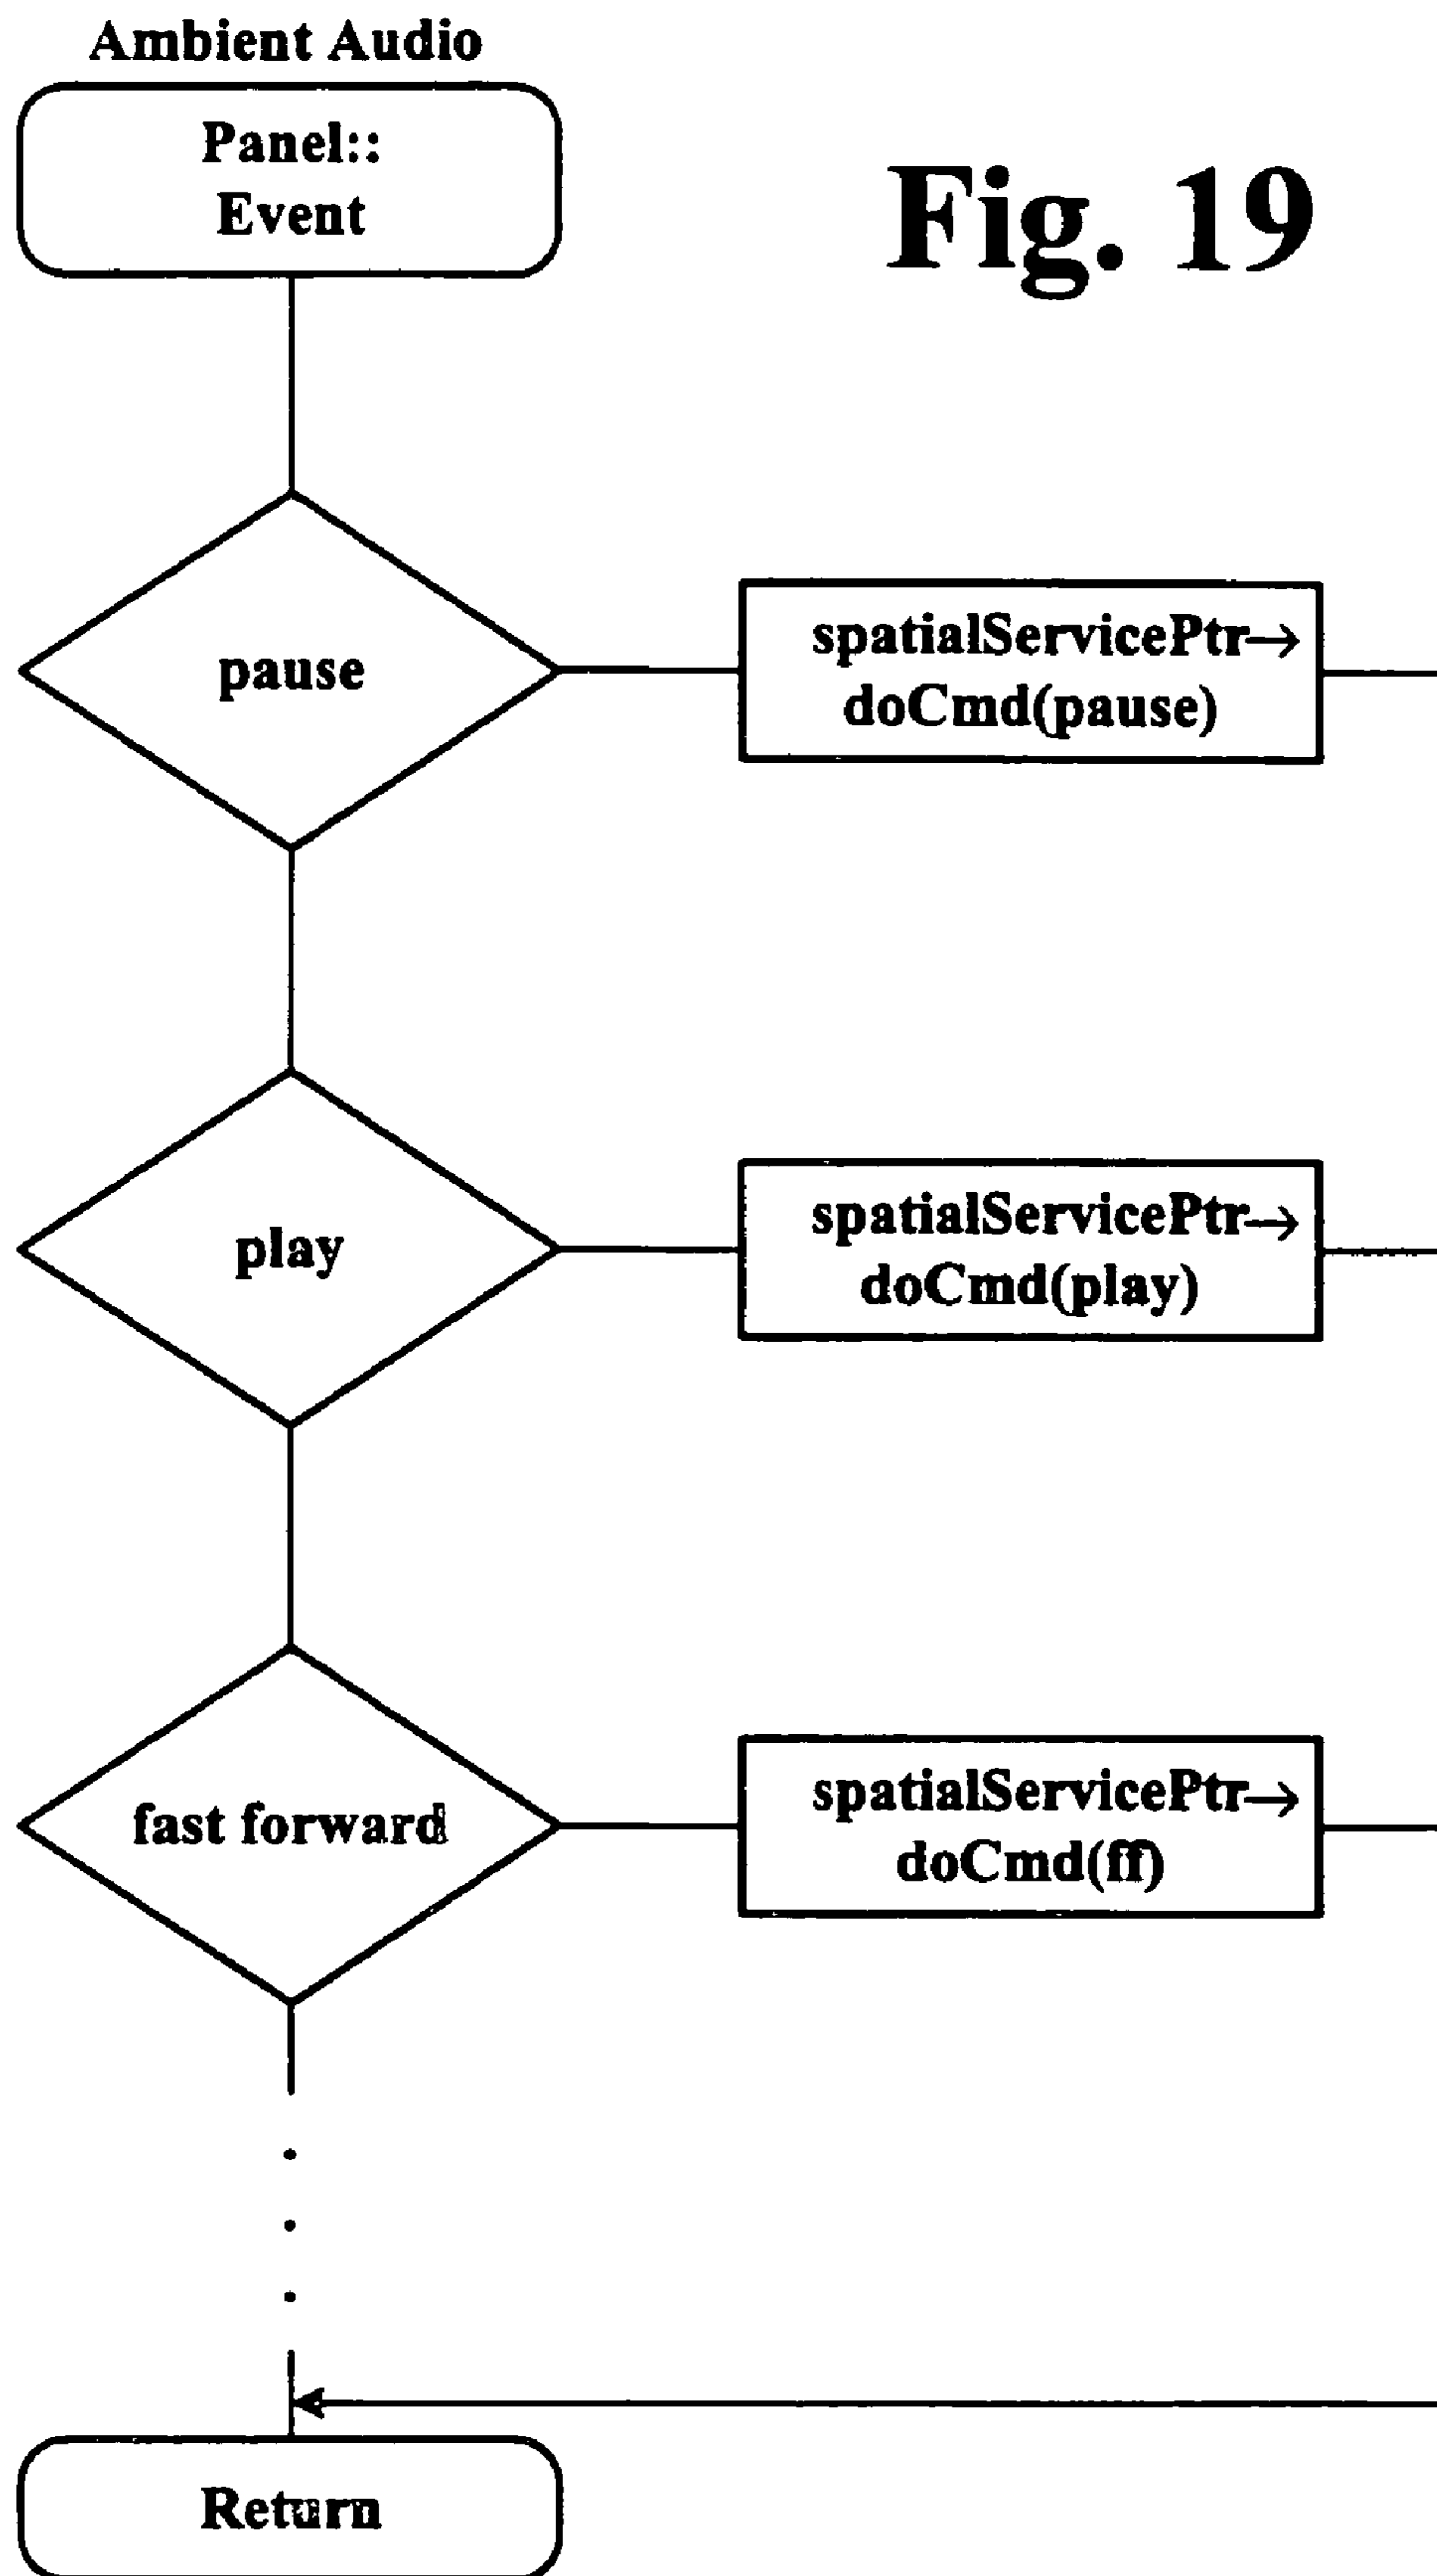 Ambient Audio
Panel::
Event
Fig. 19
pause
spatialServicePtr→
doCmd(pause)
play
spatialServicePtr→
doCmd(play)
fast forward
spatialServicePtr→
doCmd(ff)
Return